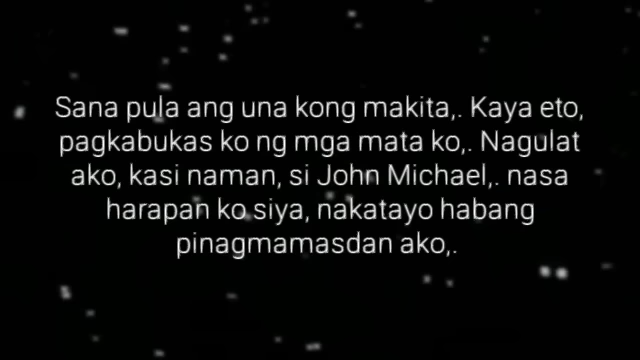 Sana pula ang una kong makita,. Kaya eto,
pagkabukas ko ng mga mata ko,. Nagulat
ako, kasi naman, si John Michael,. nasa
harapan ko siya, nakatayo habang
pinagmamasdan ako,.